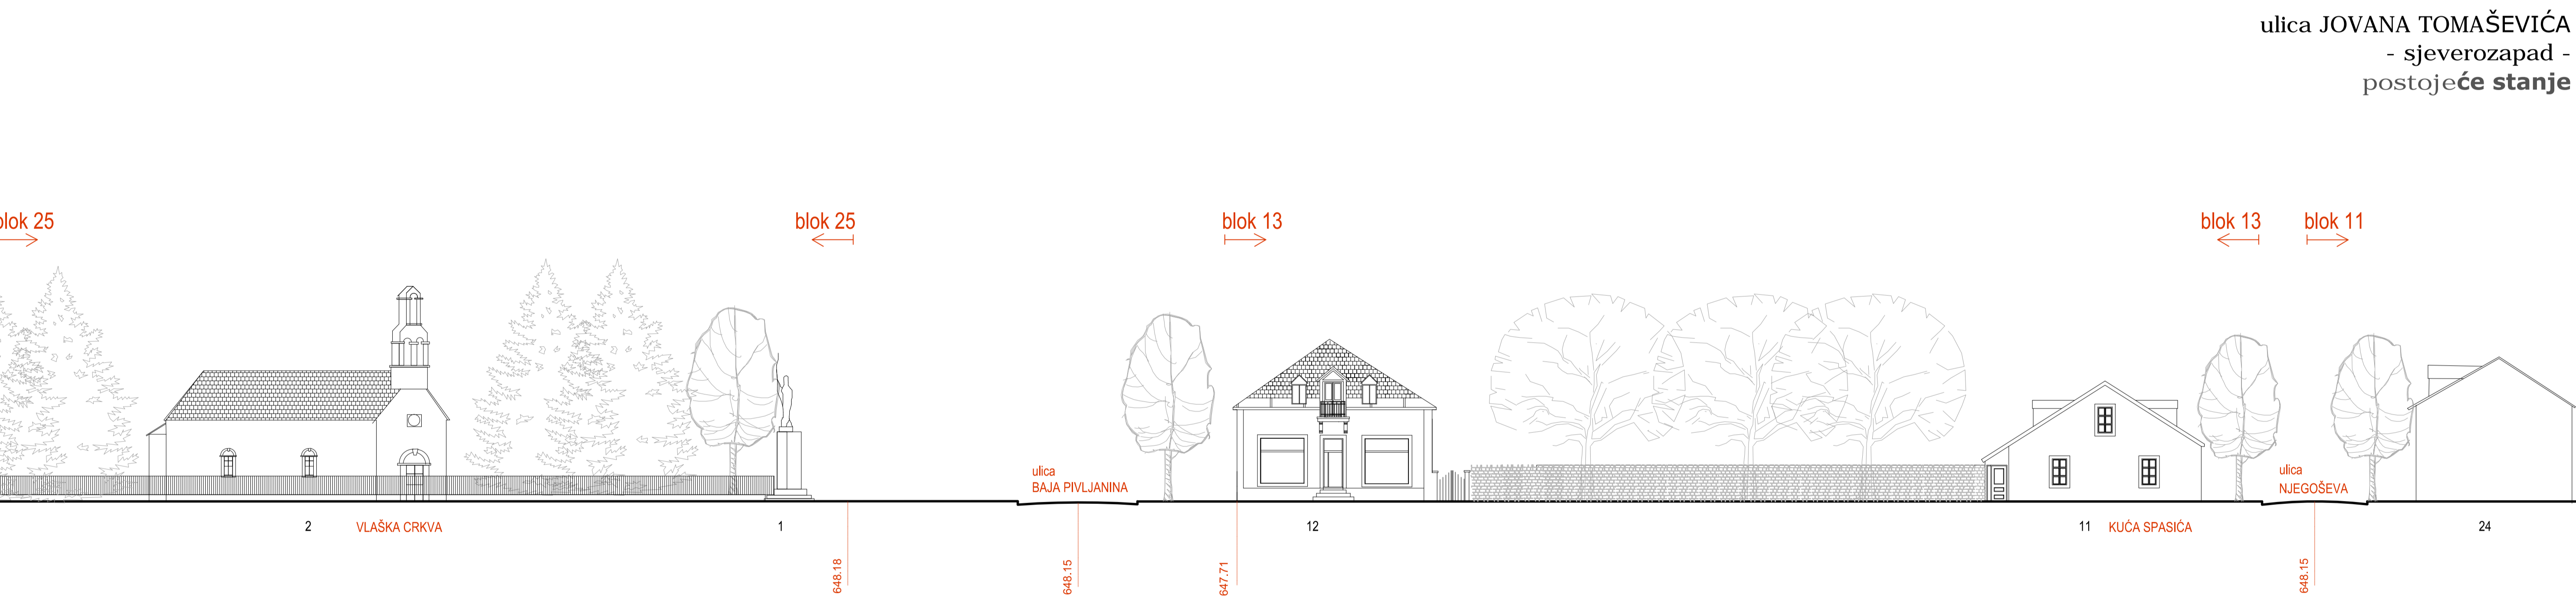 ulica JOVANA TOMAŠEVIĆA
- sjeverozapad -
postojeće stanje
blok 25
blok 25
blok 13
blok 13
blok 11
ulica
BAJA PIVLJANINA
ulica
NJEGOŠEVA
2 VLAŠKA CRKVA
1
12
11 KUĆA SPASIĆA
24
648.18
648.15
647.71
648.15